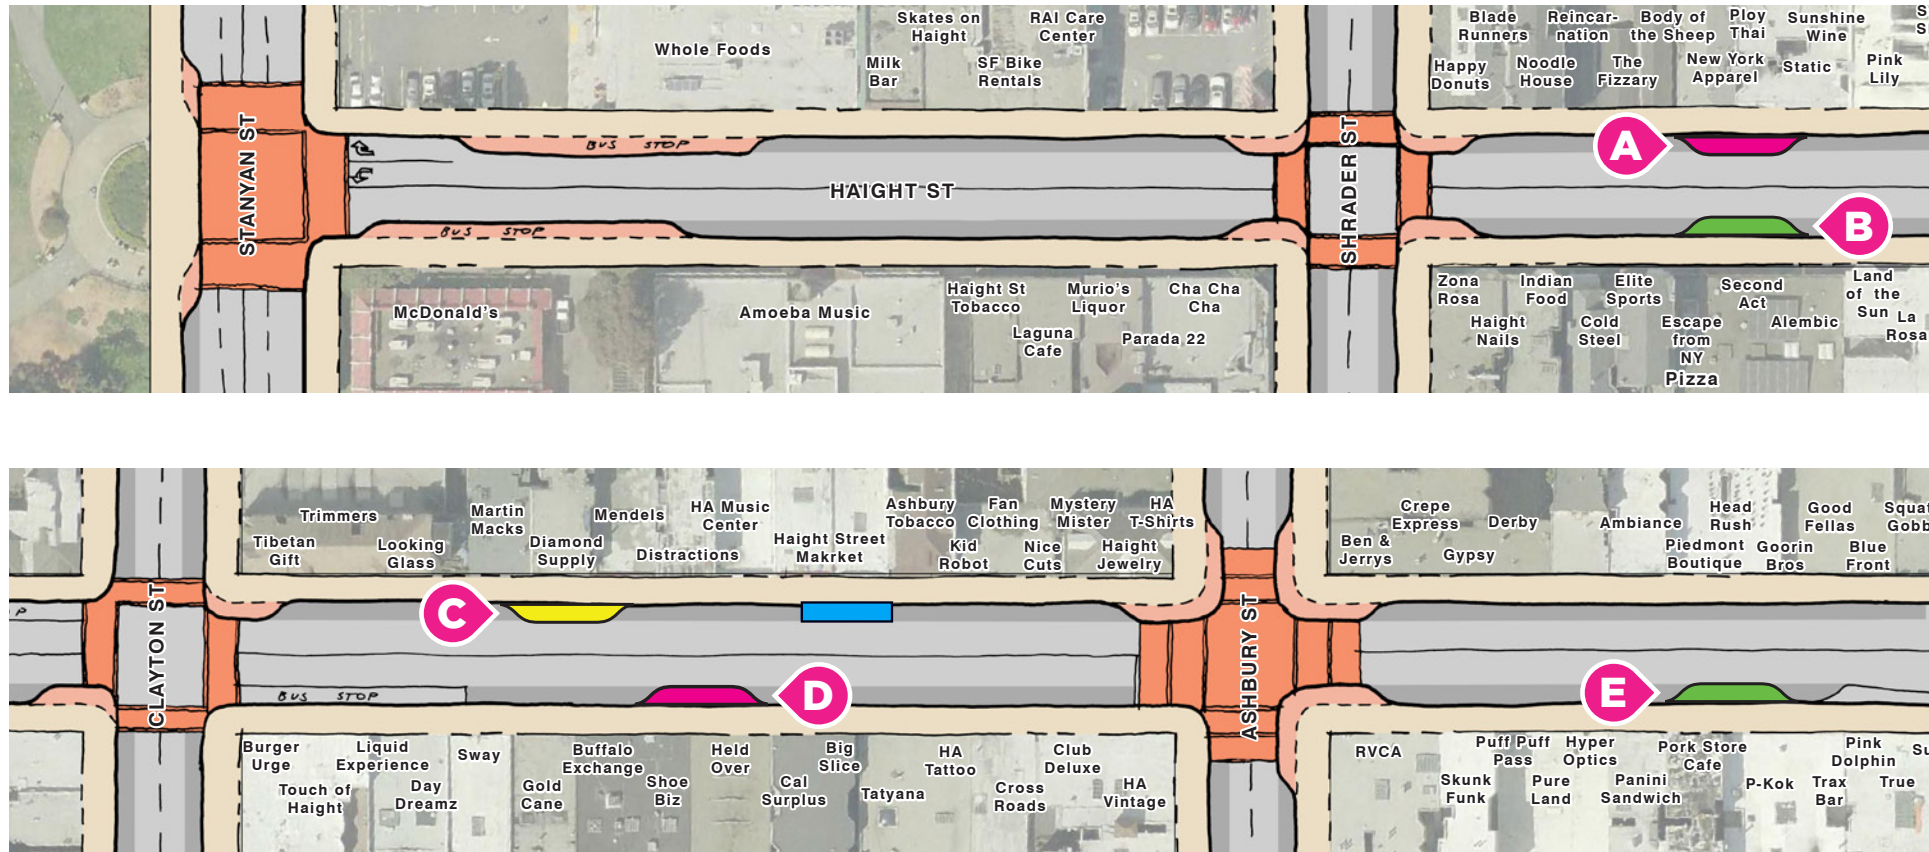 Whole Foods
Skates on
Haight
RAI Care
Center
Milk
Bar
SF Bike
Rentals
Blade
Runners
Reincar-
nation
Body of
the Sheep
Ploy
Thai
Sunshine
Wine
Happy
Donuts
Noodle
House
The
Fizzary
New York
Apparel
Static
Pink
Lily
STANYAN ST
BUS STOP
HAIGHT ST
SHRADER ST
A
B
BUS STOP
McDonald's
Amoeba Music
Haight St
Tobacco
Laguna
Cafe
Murio's
Liquor
Parada 22
Cha Cha
Cha
Zona
Rosa
Haight
Nails
Indian
Food
Cold
Steel
Elite
Sports
Escape
from
NY
Pizza
Second
Act
Alembic
Land
of the
Sun
La
Rosa
Trimmers
Tibetan
Gift
Looking
Glass
Martin
Macks
Diamond
Supply
Mendels
Distractions
HA Music
Center
Haight Street
Makrket
Ashbury
Tobacco
Kid
Robot
Fan
Clothing
Nice
Cuts
Mystery
Mister
HA
T-Shirts
Haight
Jewelry
Ben &
Jerrys
Crepe
Express
Gypsy
Derby
Ambiance
Piedmont
Boutique
Head
Rush
Goorin
Bros
Good
Fellas
Blue
Front
Squat
Gobb
P
CLAYTON ST
C
BUS STOP
D
ASHBURY ST
E
Burger
Urge
Touch of
Haight
Liquid
Experience
Day
Dreamz
Sway
Gold
Cane
Buffalo
Exchange
Shoe
Biz
Held
Over
Cal
Surplus
Big
Slice
Tatyana
HA
Tattoo
Cross
Roads
Club
Deluxe
HA
Vintage
RVCA
Skunk
Funk
Puff Puff
Pass
Pure
Land
Hyper
Optics
Panini
Sandwich
Pork Store
Cafe
P-Kok
Trax
Bar
Pink
Dolphin
True